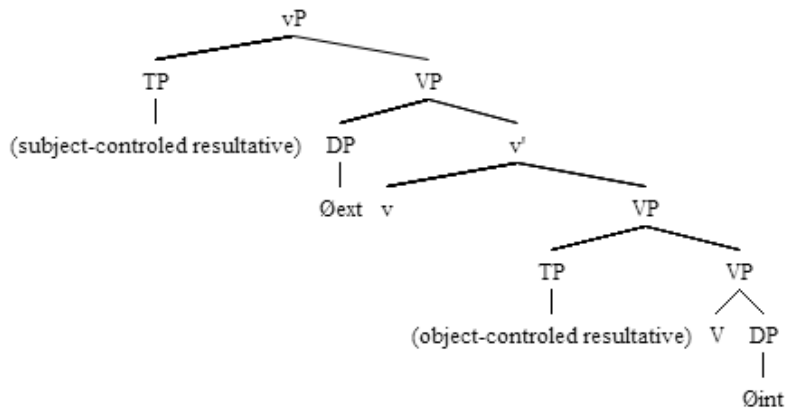 vP
TP VP
(subject-controled resultative) DP v'
Øext v VP
TP VP
(object-controled resultative) V DP
Øint